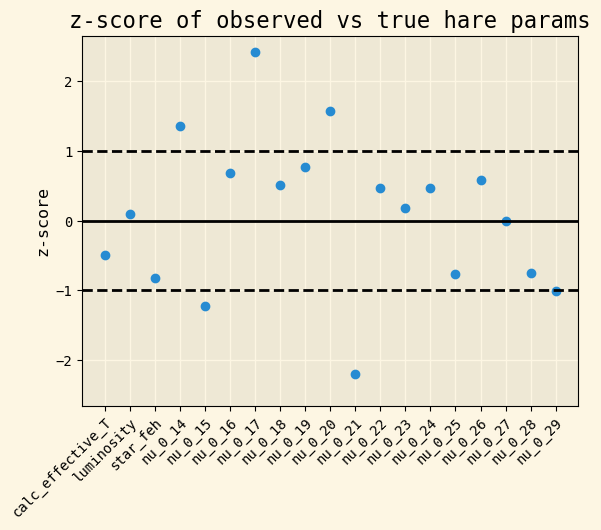 z-score of observed vs true hare params
z-score
2
1
0
−1
−2
calc_effective_T
luminosity
star_feh
nu_0_14
nu_0_15
nu_0_16
nu_0_17
nu_0_18
nu_0_19
nu_0_20
nu_0_21
nu_0_22
nu_0_23
nu_0_24
nu_0_25
nu_0_26
nu_0_27
nu_0_28
nu_0_29